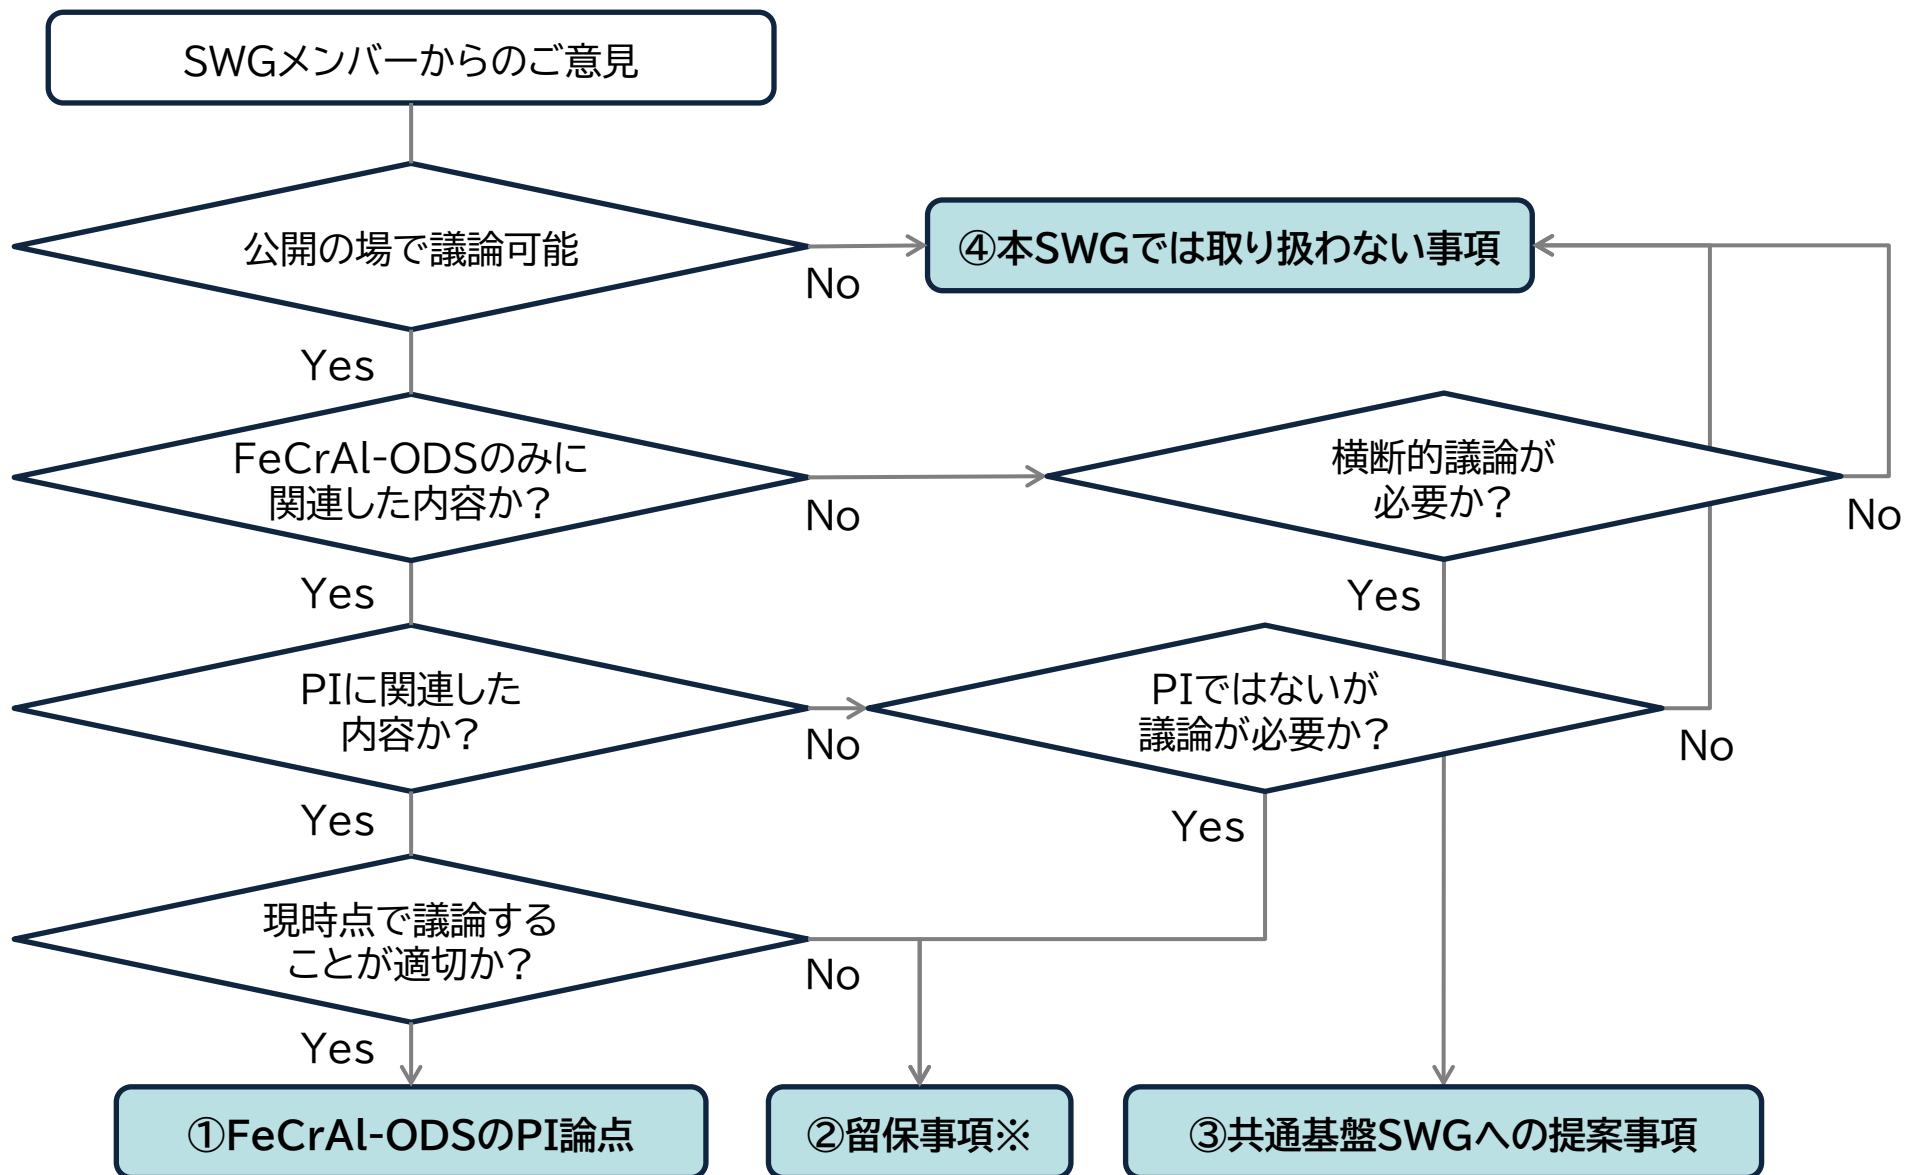 SWGメンバーからのご意見
公開の場で議論可能
No
④本SWGでは取り扱わない事項
Yes
FeCrAl-ODSのみに
関連した内容か？
No
横断的議論が
必要か？
No
Yes
Yes
PIに関連した
内容か？
No
PIではないが
議論が必要か？
No
Yes
Yes
現時点で議論する
ことが適切か？
No
Yes
①FeCrAl-ODSのPI論点
②留保事項※
③共通基盤SWGへの提案事項